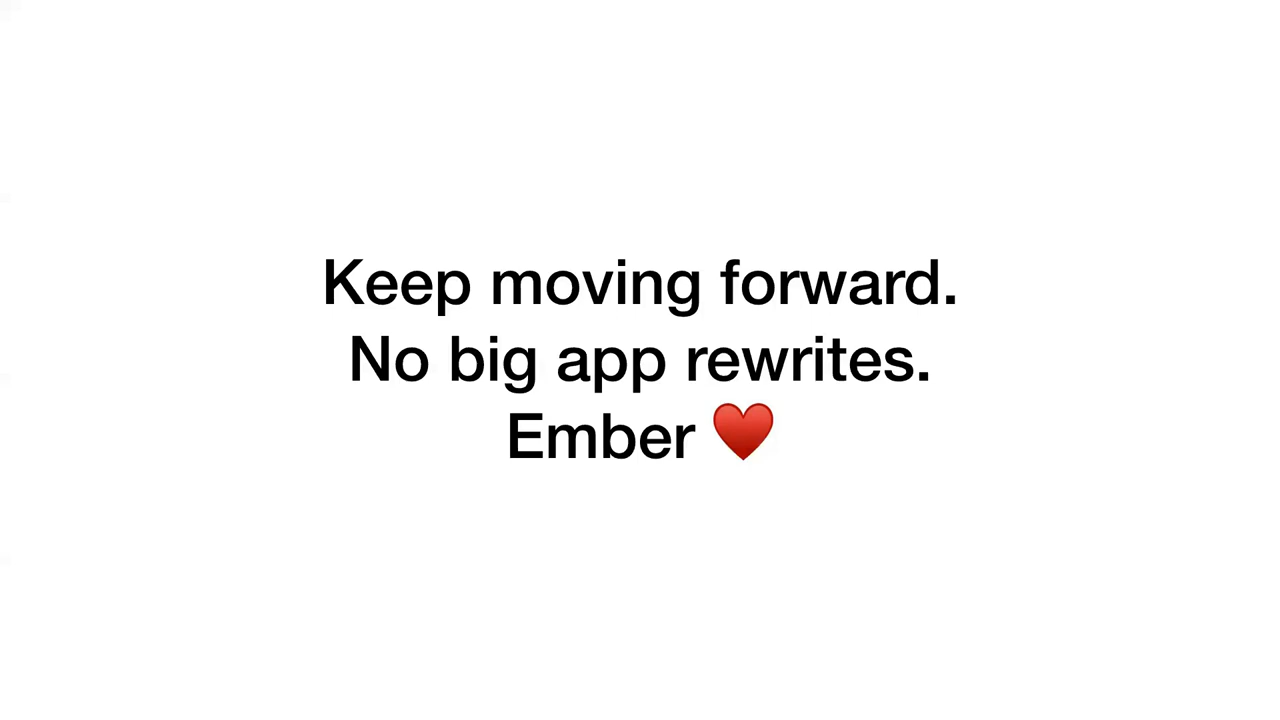 Keep moving forward.
No big app rewrites.
Ember ♥️